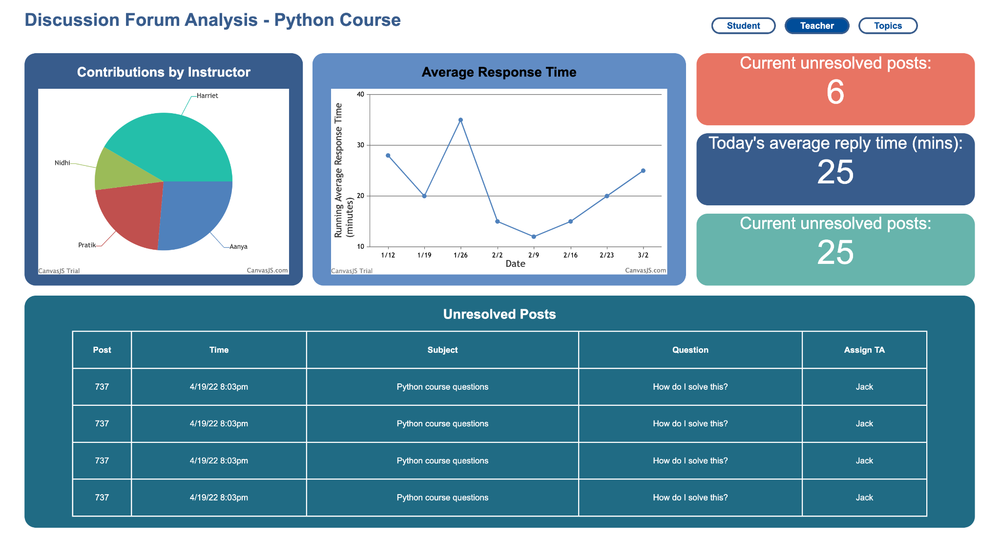 Discussion Forum Analysis - Python Course
Student
Teacher
Topics
Contributions by Instructor
Harriet
Nidhi
Pratik
Aanya
CanvasJS Trial
CanvasJS.com
Average Response Time
Running Average Response Time
(minutes)
40
30
20
10
1/12 1/19 1/26 2/2 2/9 2/16 2/23 3/2
Date
CanvasJS Trial
CanvasJS.com
Current unresolved posts:
6
Today's average reply time (mins):
25
Current unresolved posts:
25
Unresolved Posts
Post Time Subject Question Assign TA
737 4/19/22 8:03pm Python course questions How do I solve this? Jack
737 4/19/22 8:03pm Python course questions How do I solve this? Jack
737 4/19/22 8:03pm Python course questions How do I solve this? Jack
737 4/19/22 8:03pm Python course questions How do I solve this? Jack